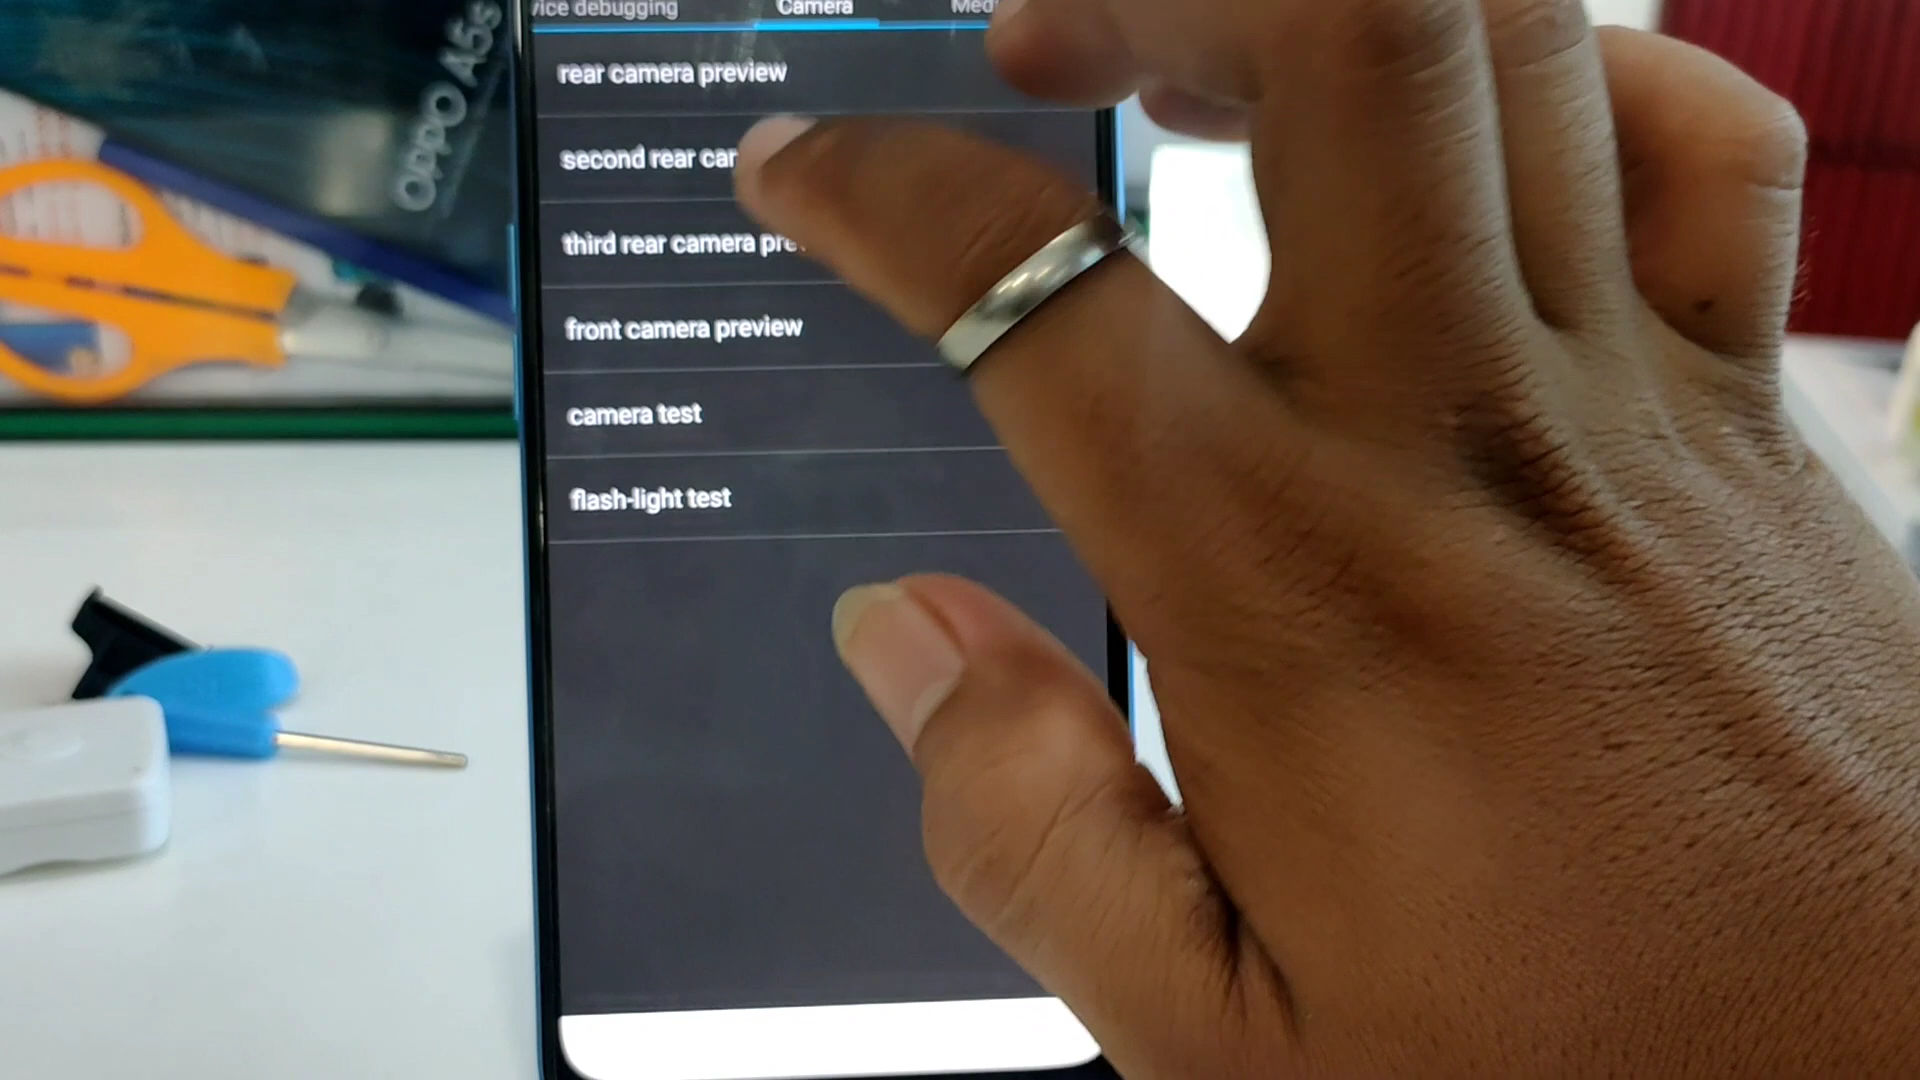 oppo A5s
vice debugging Camera Med
rear camera preview
second rear car
third rear camera pre
front camera preview
camera test
flash-light test